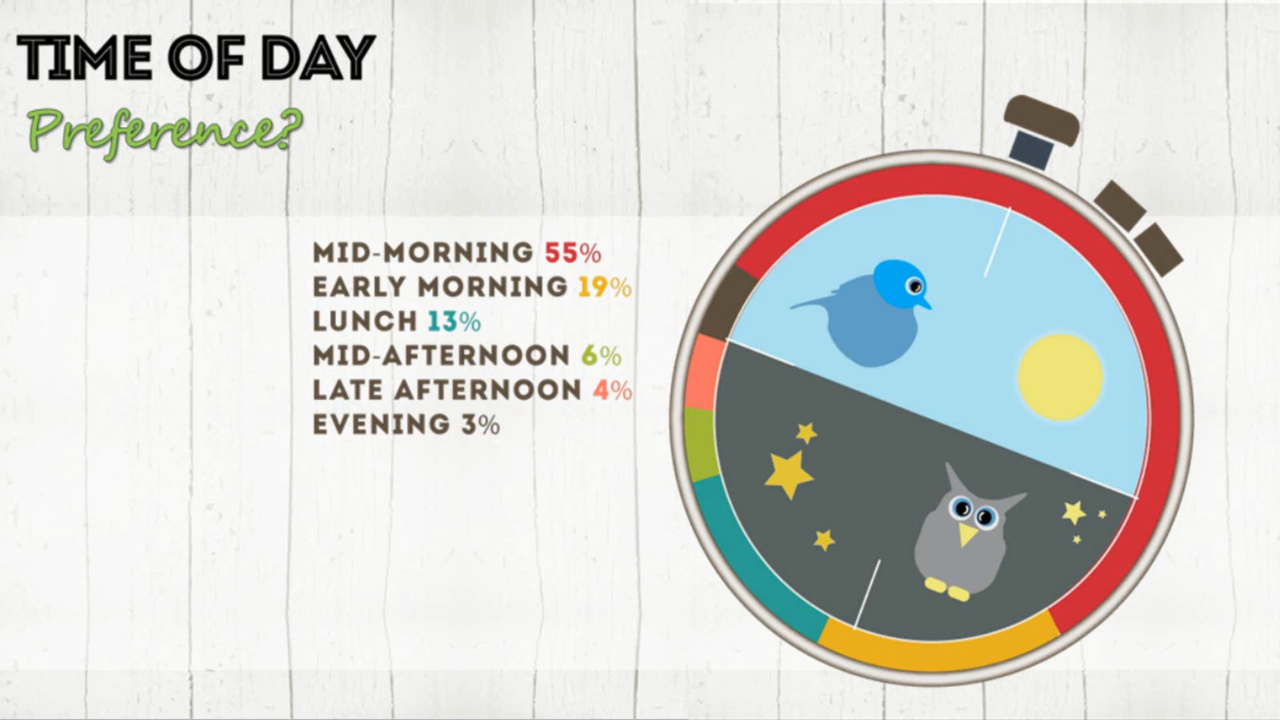 TIME OF DAY
Preference?
MID-MORNING 55%
EARLY MORNING 19%
LUNCH 13%
MID-AFTERNOON 6%
LATE AFTERNOON 4%
EVENING 3%